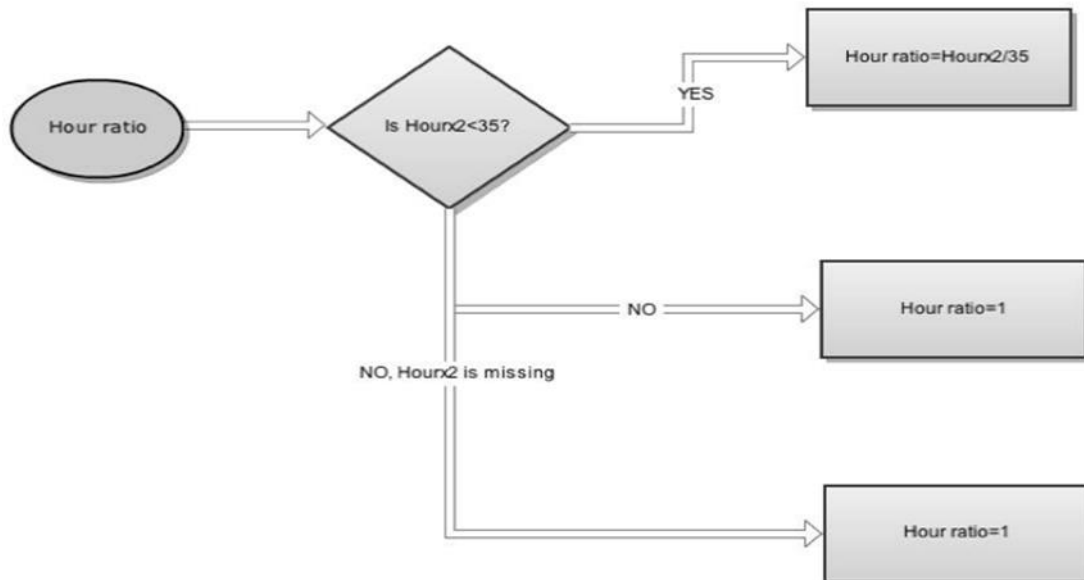 Hour ratio=Hourx2/35
YES
Hour ratio
Is Hourx2<35?
NO
Hour ratio=1
NO, Hourx2 is missing
Hour ratio=1